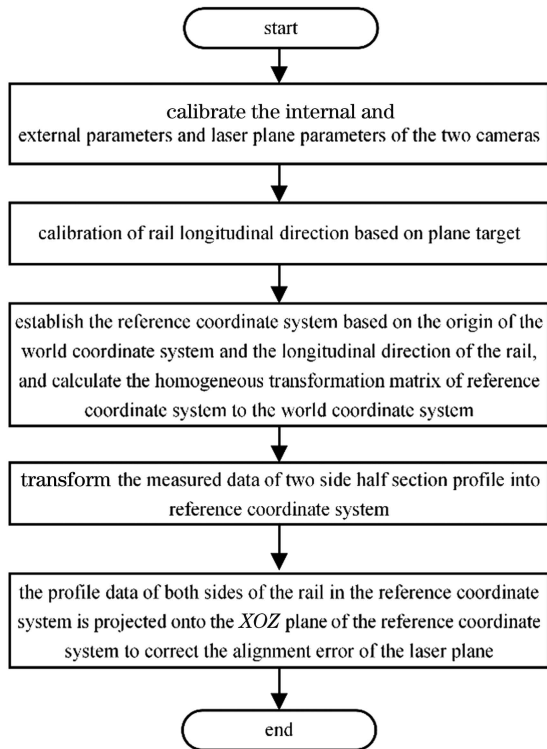 start
calibrate the internal and
external parameters and laser plane parameters of the two cameras
calibration of rail longitudinal direction based on plane target
establish the reference coordinate system based on the origin of the
world coordinate system and the longitudinal direction of the rail,
and calculate the homogeneous transformation matrix of reference
coordinate system to the world coordinate system
transform the measured data of two side half section profile into
reference coordinate system
the profile data of both sides of the rail in the reference coordinate
system is projected onto the XOZ plane of the reference coordinate
system to correct the alignment error of the laser plane
end